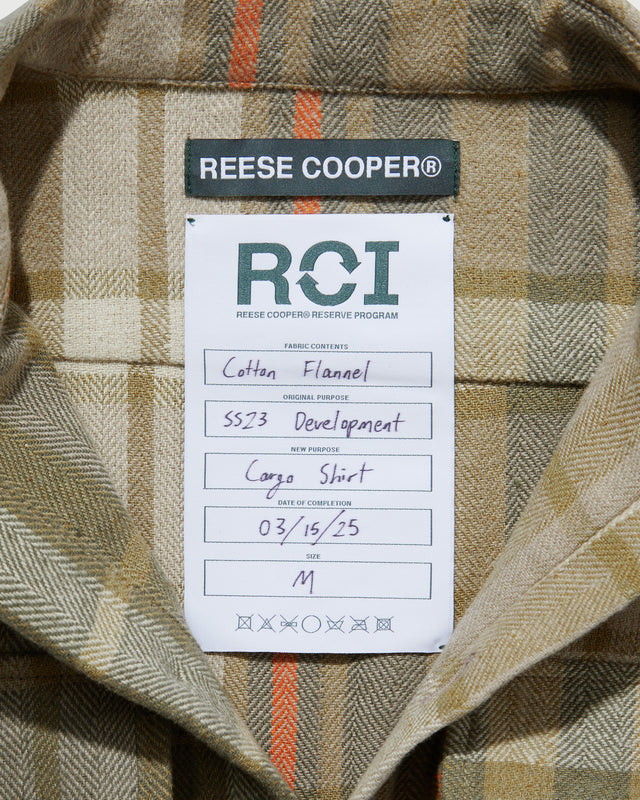 REESE COOPER®
RCI
REESE COOPER® RESERVE PROGRAM
FABRIC CONTENTS
Cotton Flannel
ORIGINAL PURPOSE
SS23 Development
NEW PURPOSE
Cargo Shirt
DATE OF COMPLETION
03/15/25
SIZE
M